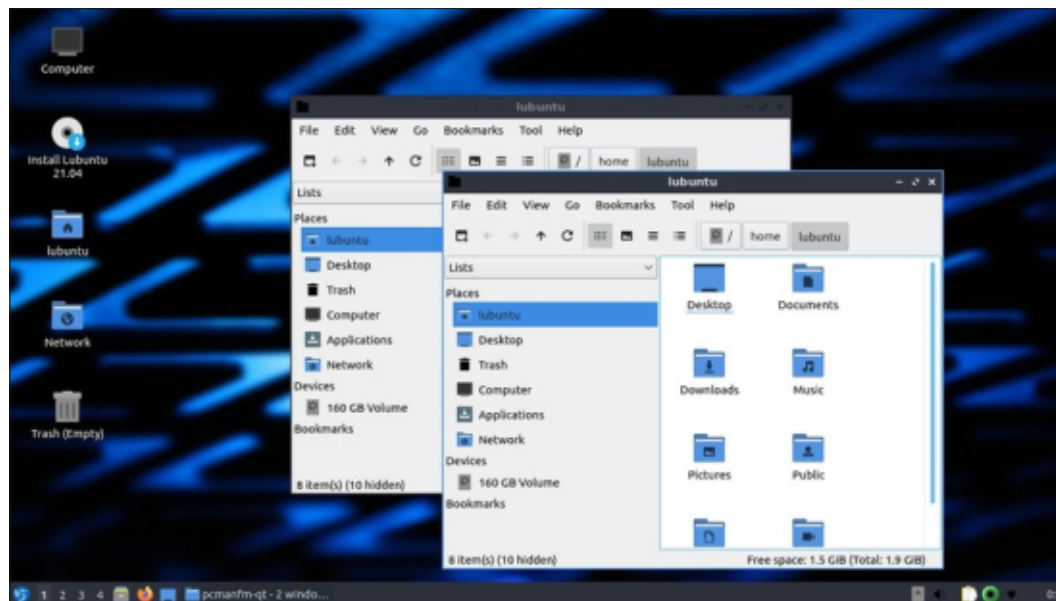 Computer
Install Lubuntu
21.04
lubuntu
Network
Trash (Empty)
lubuntu
File Edit View Go Bookmarks Tool Help
/ home lubuntu
Lists
Places
lubuntu
Desktop
Trash
Computer
Applications
Network
Devices
160 GB Volume
Bookmarks
8 item(s) (10 hidden)
lubuntu
File Edit View Go Bookmarks Tool Help
/ home lubuntu
Lists
Places
lubuntu
Desktop
Trash
Computer
Applications
Network
Devices
160 GB Volume
Bookmarks
Desktop Documents
Downloads Music
Pictures Public
8 item(s) (10 hidden) Free space: 1.5 GiB (Total: 1.9 GiB)
1 2 3 4 pcmanfm-qt - 2 windo...